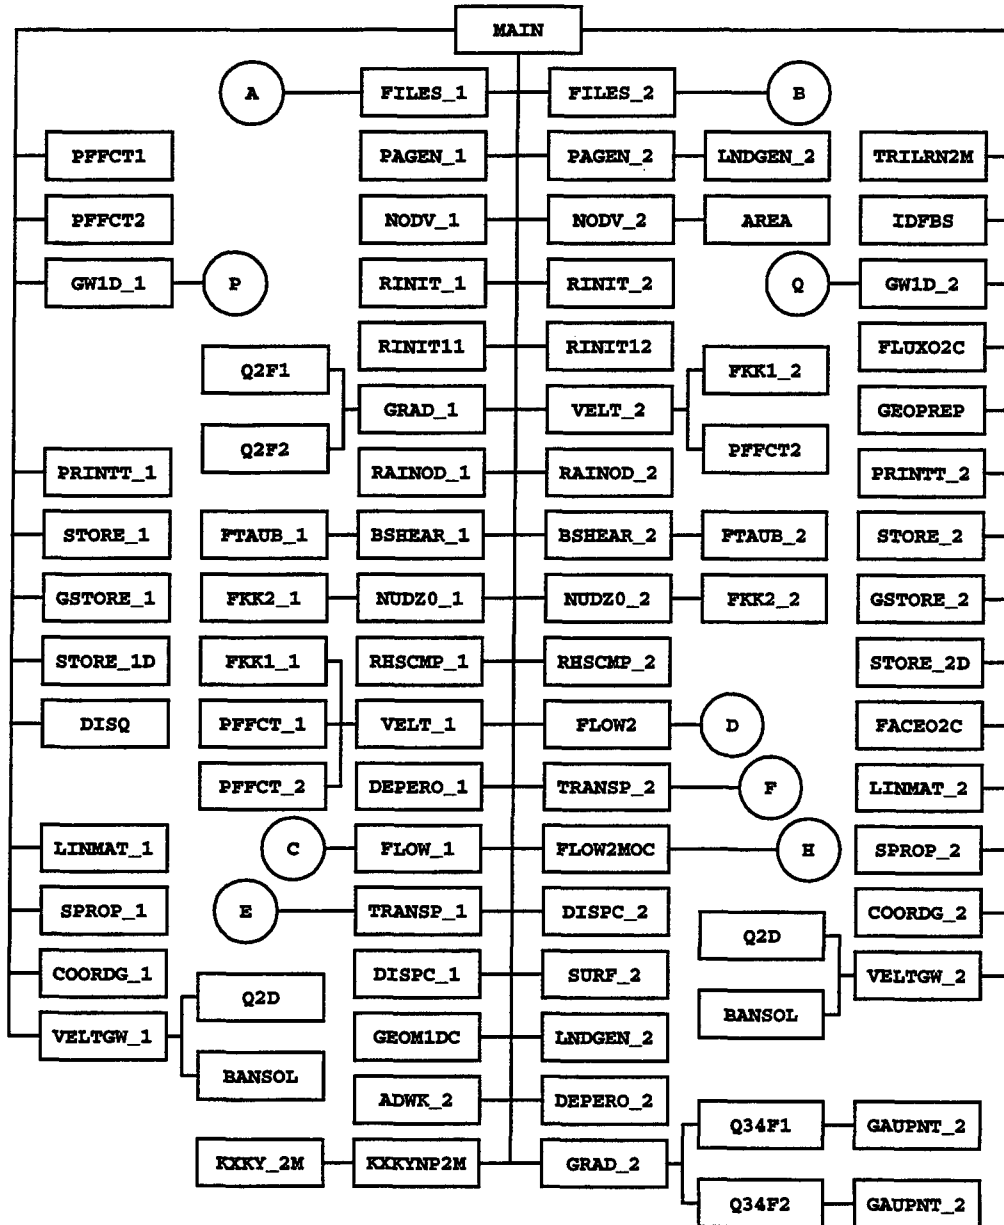 MAIN
A
FILES_1
FILES_2
B
PFFCT1
PAGEN_1
PAGEN_2
LNDGEN_2
TRILRN2M
PFFCT2
NODV_1
NODV_2
AREA
IDFBS
GW1D_1
P
RINIT_1
RINIT_2
Q
GW1D_2
Q2F1
RINIT11
RINIT12
FKK1_2
FLUXO2C
GRAD_1
VELT_2
GEOPREP
Q2F2
PFFCT2
PRINTT_1
RAINOD_1
RAINOD_2
PRINTT_2
STORE_1
FTAUB_1
BSHEAR_1
BSHEAR_2
FTAUB_2
STORE_2
GSTORE_1
FKK2_1
NUDZ0_1
NUDZ0_2
FKK2_2
GSTORE_2
STORE_1D
FKK1_1
RHSCMP_1
RHSCMP_2
STORE_2D
DISQ
PFFCT_1
VELT_1
FLOW2
D
FACEO2C
PFFCT_2
DEPERO_1
TRANSP_2
F
LINMAT_2
LINMAT_1
C
FLOW_1
FLOW2MOC
H
SPROP_2
SPROP_1
E
TRANSP_1
DISPC_2
Q2D
COORDG_2
COORDG_1
Q2D
DISPC_1
SURF_2
VELTGW_2
BANSOL
VELTGW_1
GEOM1DC
LNDGEN_2
BANSOL
ADWK_2
DEPERO_2
Q34F1
GAUPNT_2
KXKY_2M
KXKYNP2M
GRAD_2
Q34F2
GAUPNT_2